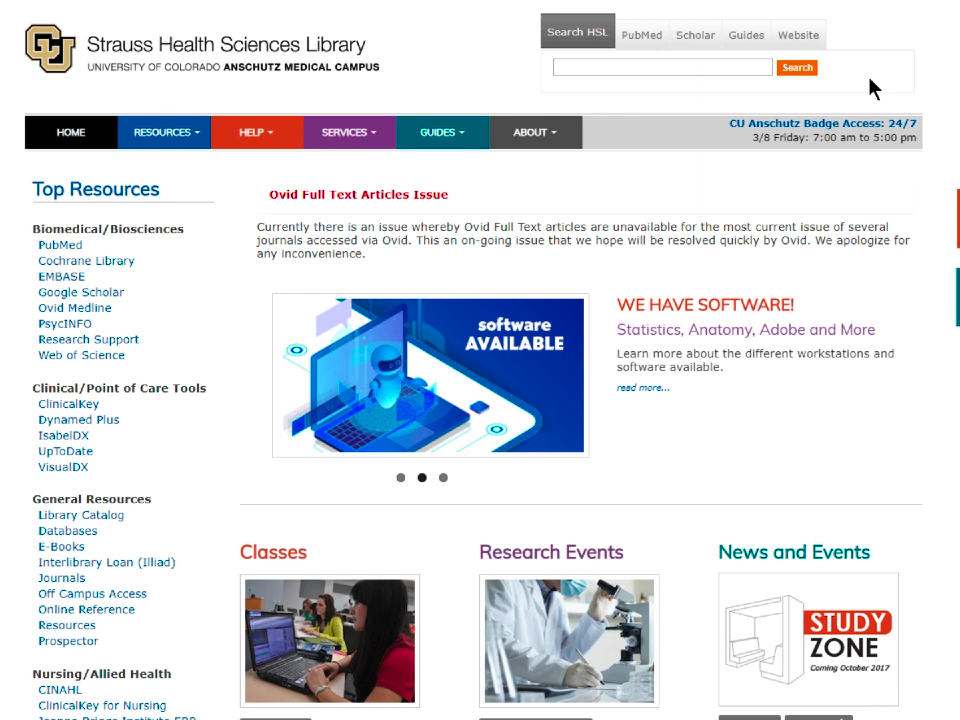 Strauss Health Sciences Library
UNIVERSITY OF COLORADO ANSCHUTZ MEDICAL CAMPUS
Search HSL
PubMed
Scholar
Guides
Website
Search
HOME
RESOURCES
HELP
SERVICES
GUIDES
ABOUT
CU Anschutz Badge Access: 24/7
3/8 Friday: 7:00 am to 5:00 pm
Top Resources
Biomedical/Biosciences
PubMed
Cochrane Library
EMBASE
Google Scholar
Ovid Medline
PsycINFO
Research Support
Web of Science
Clinical/Point of Care Tools
ClinicalKey
Dynamed Plus
IsabelDX
UpToDate
VisualDX
General Resources
Library Catalog
Databases
E-Books
Interlibrary Loan (Illiad)
Journals
Off Campus Access
Online Reference
Resources
Prospector
Nursing/Allied Health
CINAHL
ClinicalKey for Nursing
Ovid Full Text Articles Issue
Currently there is an issue whereby Ovid Full Text articles are unavailable for the most current issue of several
journals accessed via Ovid. This an on-going issue that we hope will be resolved quickly by Ovid. We apologize for
any inconvenience.
software
AVAILABLE
WE HAVE SOFTWARE!
Statistics, Anatomy, Adobe and More
Learn more about the different workstations and
software available.
read more...
Classes
Research Events
News and Events
STUDY
ZONE
Coming October 2017